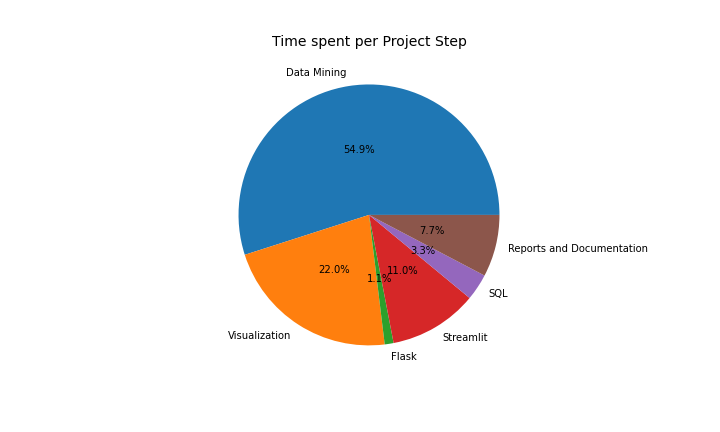 Time spent per Project Step
Data Mining
54.9%
7.7%
Reports and Documentation
3.3%
22.0%
11.0%
1.1%
SQL
Visualization
Streamlit
Flask